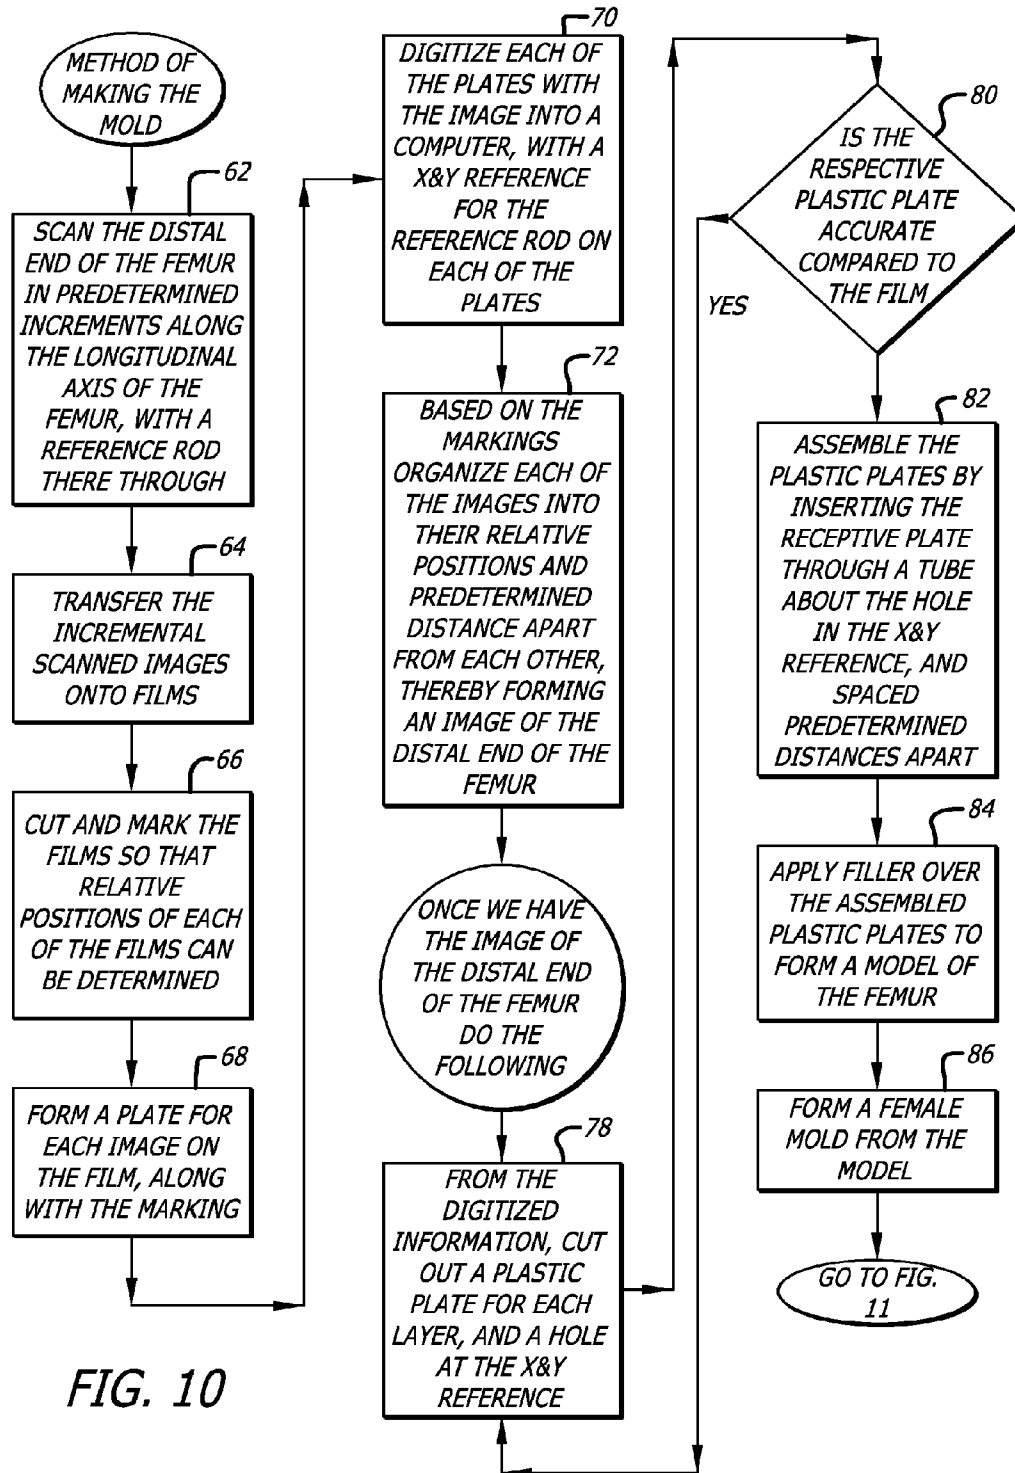 METHOD OF
MAKING THE
MOLD
62
SCAN THE DISTAL
END OF THE FEMUR
IN PREDETERMINED
INCREMENTS ALONG
THE LONGITUDINAL
AXIS OF THE
FEMUR, WITH A
REFERENCE ROD
THERE THROUGH
64
TRANSFER THE
INCREMENTAL
SCANNED IMAGES
ONTO FILMS
66
CUT AND MARK THE
FILMS SO THAT
RELATIVE
POSITIONS OF EACH
OF THE FILMS CAN
BE DETERMINED
68
FORM A PLATE FOR
EACH IMAGE ON
THE FILM, ALONG
WITH THE MARKING
70
DIGITIZE EACH OF
THE PLATES WITH
THE IMAGE INTO A
COMPUTER, WITH A
X&Y REFERENCE
FOR THE
REFERENCE ROD ON
EACH OF THE
PLATES
72
BASED ON THE
MARKINGS
ORGANIZE EACH OF
THE IMAGES INTO
THEIR RELATIVE
POSITIONS AND
PREDETERMINED
DISTANCE APART
FROM EACH OTHER,
THEREBY FORMING
AN IMAGE OF THE
DISTAL END OF THE
FEMUR
ONCE WE HAVE
THE IMAGE OF
THE DISTAL END
OF THE FEMUR
DO THE
FOLLOWING
78
FROM THE
DIGITIZED
INFORMATION, CUT
OUT A PLASTIC
PLATE FOR EACH
LAYER, AND A HOLE
AT THE X&Y
REFERENCE
80
IS THE
RESPECTIVE
PLASTIC PLATE
ACCURATE
COMPARED TO
THE FILM
YES
82
ASSEMBLE THE
PLASTIC PLATES BY
INSERTING THE
RECEPTIVE PLATE
THROUGH A TUBE
ABOUT THE HOLE
IN THE X&Y
REFERENCE, AND
SPACED
PREDETERMINED
DISTANCES APART
84
APPLY FILLER OVER
THE ASSEMBLED
PLASTIC PLATES TO
FORM A MODEL OF
THE FEMUR
86
FORM A FEMALE
MOLD FROM THE
MODEL
GO TO FIG.
11
FIG. 10